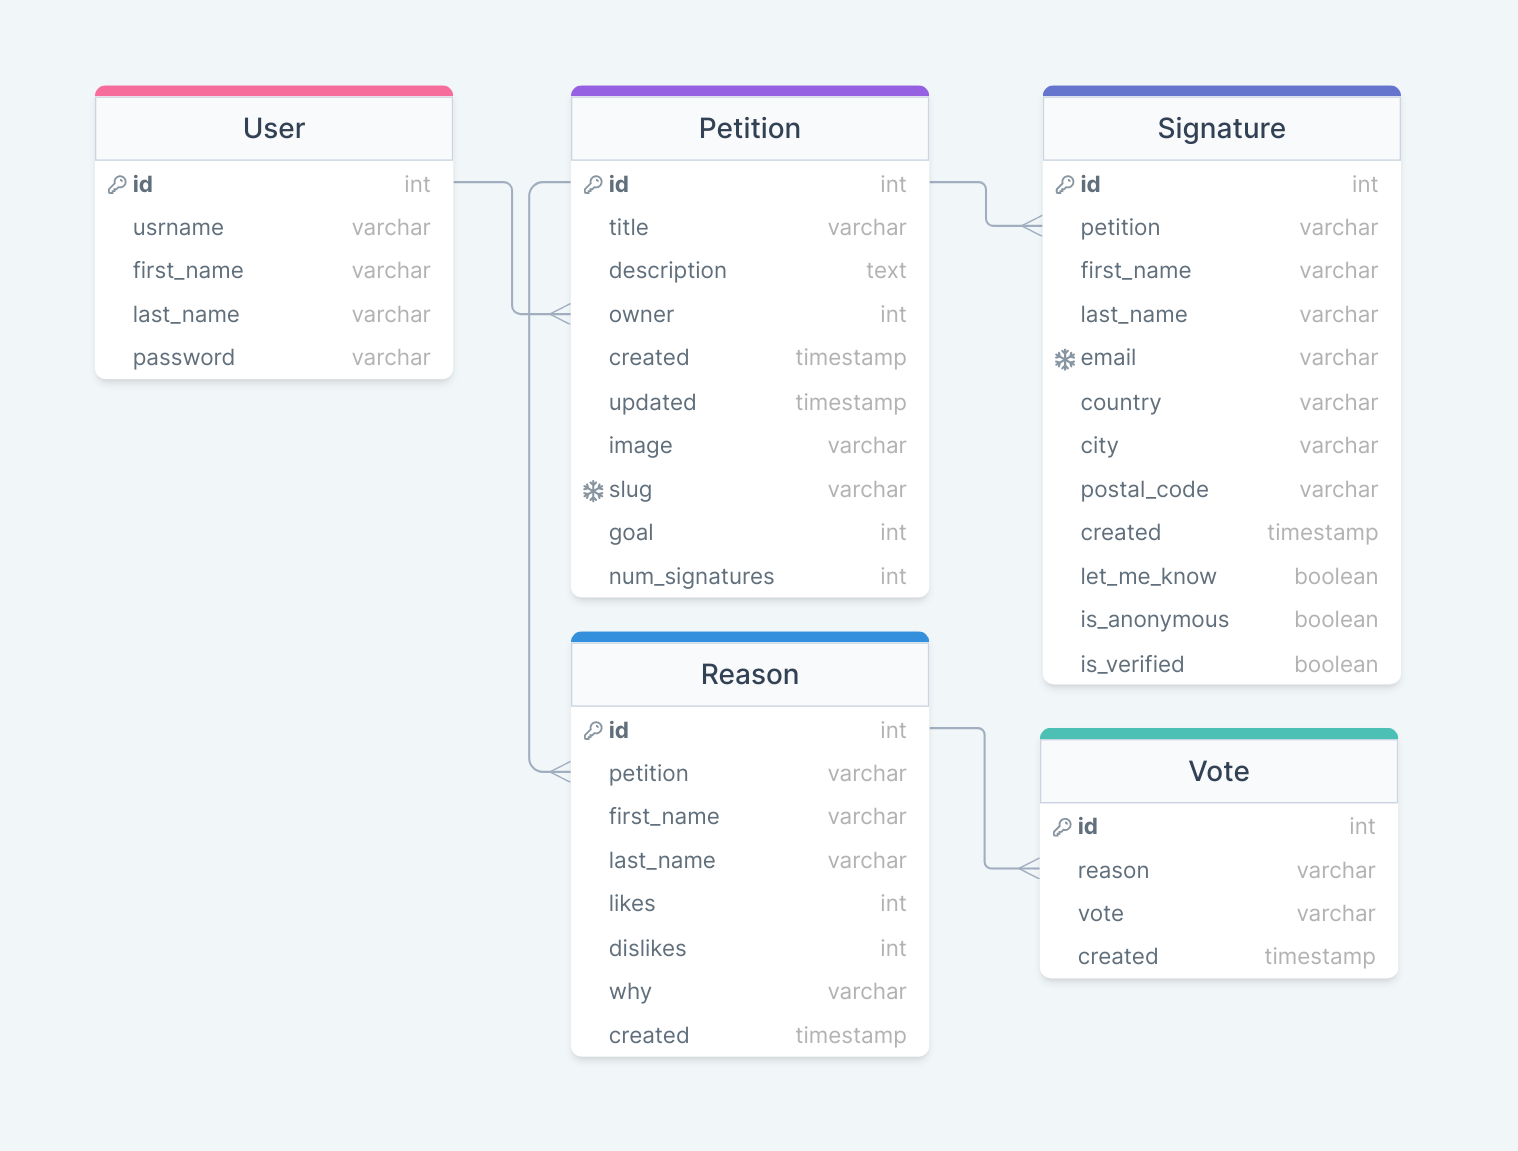 User
id int
usrname varchar
first_name varchar
last_name varchar
password varchar
Petition
id int
title varchar
description text
owner int
created timestamp
updated timestamp
image varchar
slug varchar
goal int
num_signatures int
Signature
id int
petition varchar
first_name varchar
last_name varchar
email varchar
country varchar
city varchar
postal_code varchar
created timestamp
let_me_know boolean
is_anonymous boolean
is_verified boolean
Reason
id int
petition varchar
first_name varchar
last_name varchar
likes int
dislikes int
why varchar
created timestamp
Vote
id int
reason varchar
vote varchar
created timestamp